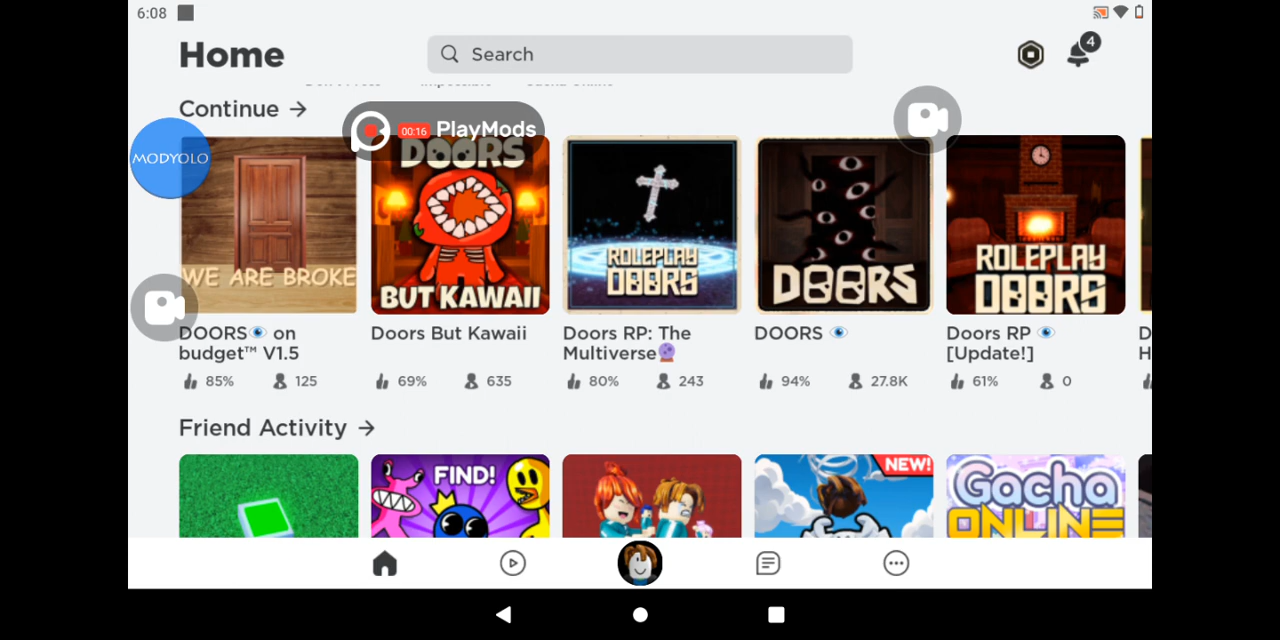 6:08
Home
Search
4
Continue →
00:16 PlayMods
MODYOLO
WE ARE BROKE
DOORS
BUT KAWAII
ROLEPLAY
DOORS
DOORS
ROLEPLAY
DOORS
DOORS👁 on
budget™ V1.5
85% 125
Doors But Kawaii
69% 635
Doors RP: The
Multiverse🔮
80% 243
DOORS 👁
94% 27.8K
Doors RP 👁
[Update!]
61% 0
D
H
Friend Activity →
FIND!
NEW!
Gacha
ONLINE